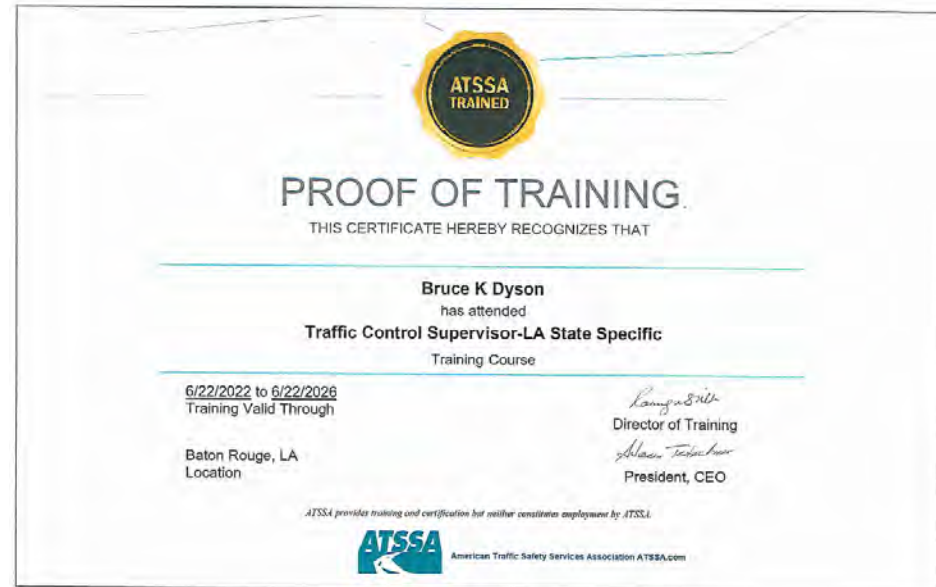 ATSSA
TRAINED
PROOF OF TRAINING
THIS CERTIFICATE HEREBY RECOGNIZES THAT
Bruce K Dyson
has attended
Traffic Control Supervisor-LA State Specific
Training Course
6/22/2022 to 6/22/2026
Training Valid Through
Director of Training
Baton Rouge, LA
Location
President, CEO
ATSSA provides training and certification but neither constitutes employment by ATSSA.
ATSSA
American Traffic Safety Services Association ATSSA.com